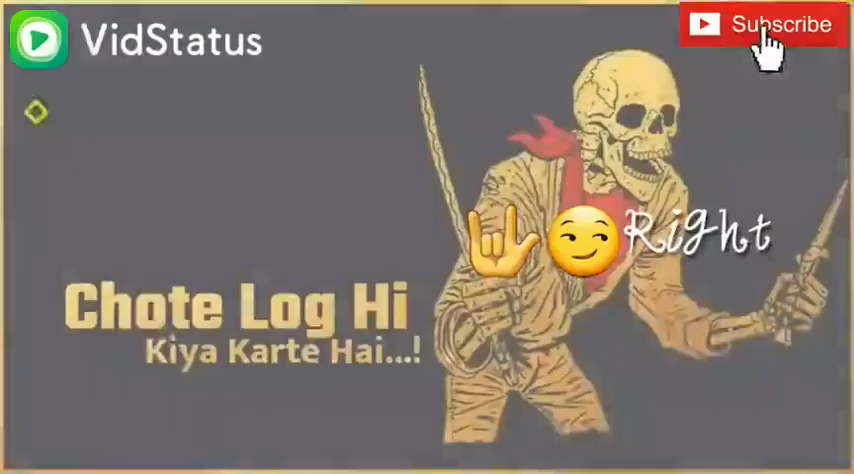 VidStatus
Subscribe
Right
Chote Log Hi
Kiya Karte Hai...!